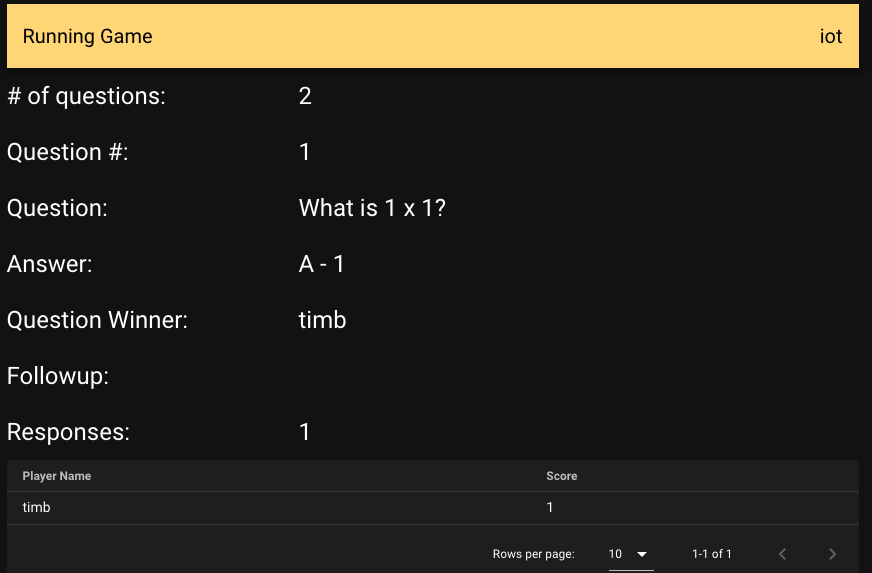 Running Game iot
# of questions: 2
Question #: 1
Question: What is 1 x 1?
Answer: A - 1
Question Winner: timb
Followup:
Responses: 1
Player Name Score
timb 1
Rows per page: 10 1-1 of 1